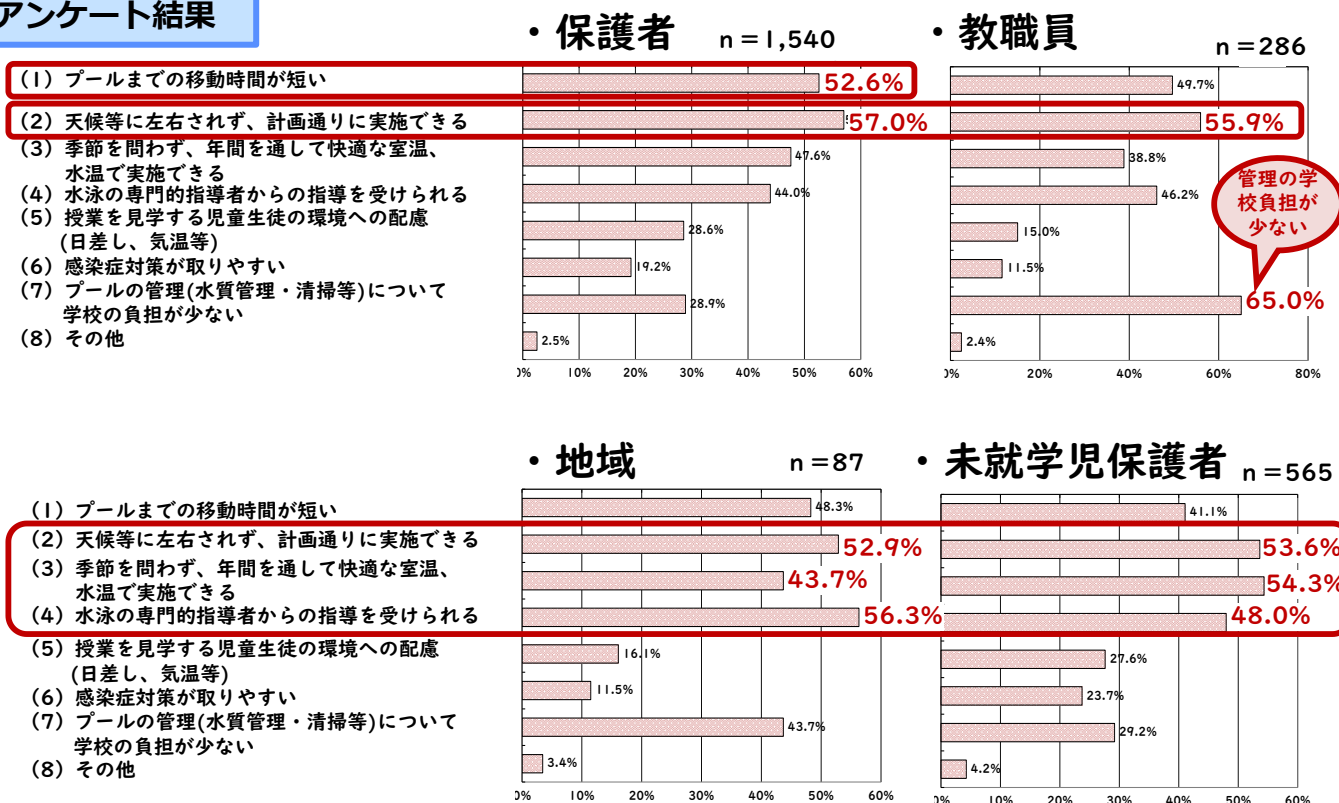 アンケート結果
・保護者 n=1,540
・教職員 n=286
(1) プールまでの移動時間が短い
(2) 天候等に左右されず、計画通りに実施できる
(3) 季節を問わず、年間を通して快適な室温、
水温で実施できる
(4) 水泳の専門的指導者からの指導を受けられる
(5) 授業を見学する児童生徒の環境への配慮
(日差し、気温等)
(6) 感染症対策が取りやすい
(7) プールの管理(水質管理・清掃等)について
学校の負担が少ない
(8) その他
52.6%
57.0%
47.6%
44.0%
28.6%
19.2%
28.9%
2.5%
0% 10% 20% 30% 40% 50% 60%
49.7%
55.9%
38.8%
46.2%
15.0%
11.5%
65.0%
2.4%
0% 20% 40% 60% 80%
管理の学
校負担が
少ない
・地域 n=87
・未就学児保護者 n=565
(1) プールまでの移動時間が短い
(2) 天候等に左右されず、計画通りに実施できる
(3) 季節を問わず、年間を通して快適な室温、
水温で実施できる
(4) 水泳の専門的指導者からの指導を受けられる
(5) 授業を見学する児童生徒の環境への配慮
(日差し、気温等)
(6) 感染症対策が取りやすい
(7) プールの管理(水質管理・清掃等)について
学校の負担が少ない
(8) その他
48.3%
52.9%
43.7%
56.3%
16.1%
11.5%
43.7%
3.4%
0% 10% 20% 30% 40% 50% 60%
41.1%
53.6%
54.3%
48.0%
27.6%
23.7%
29.2%
4.2%
0% 10% 20% 30% 40% 50% 60%